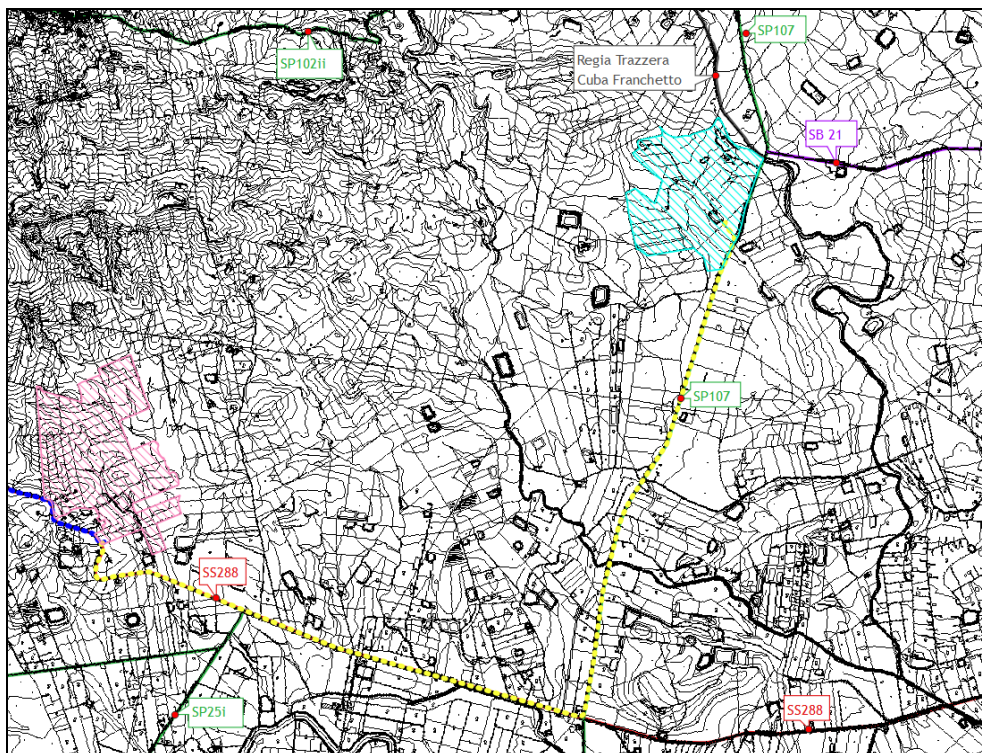 SP107
SP102ii
Regia Trazzera
Cuba Franchetto
SB 21
SP107
SS288
SP25i
SS288